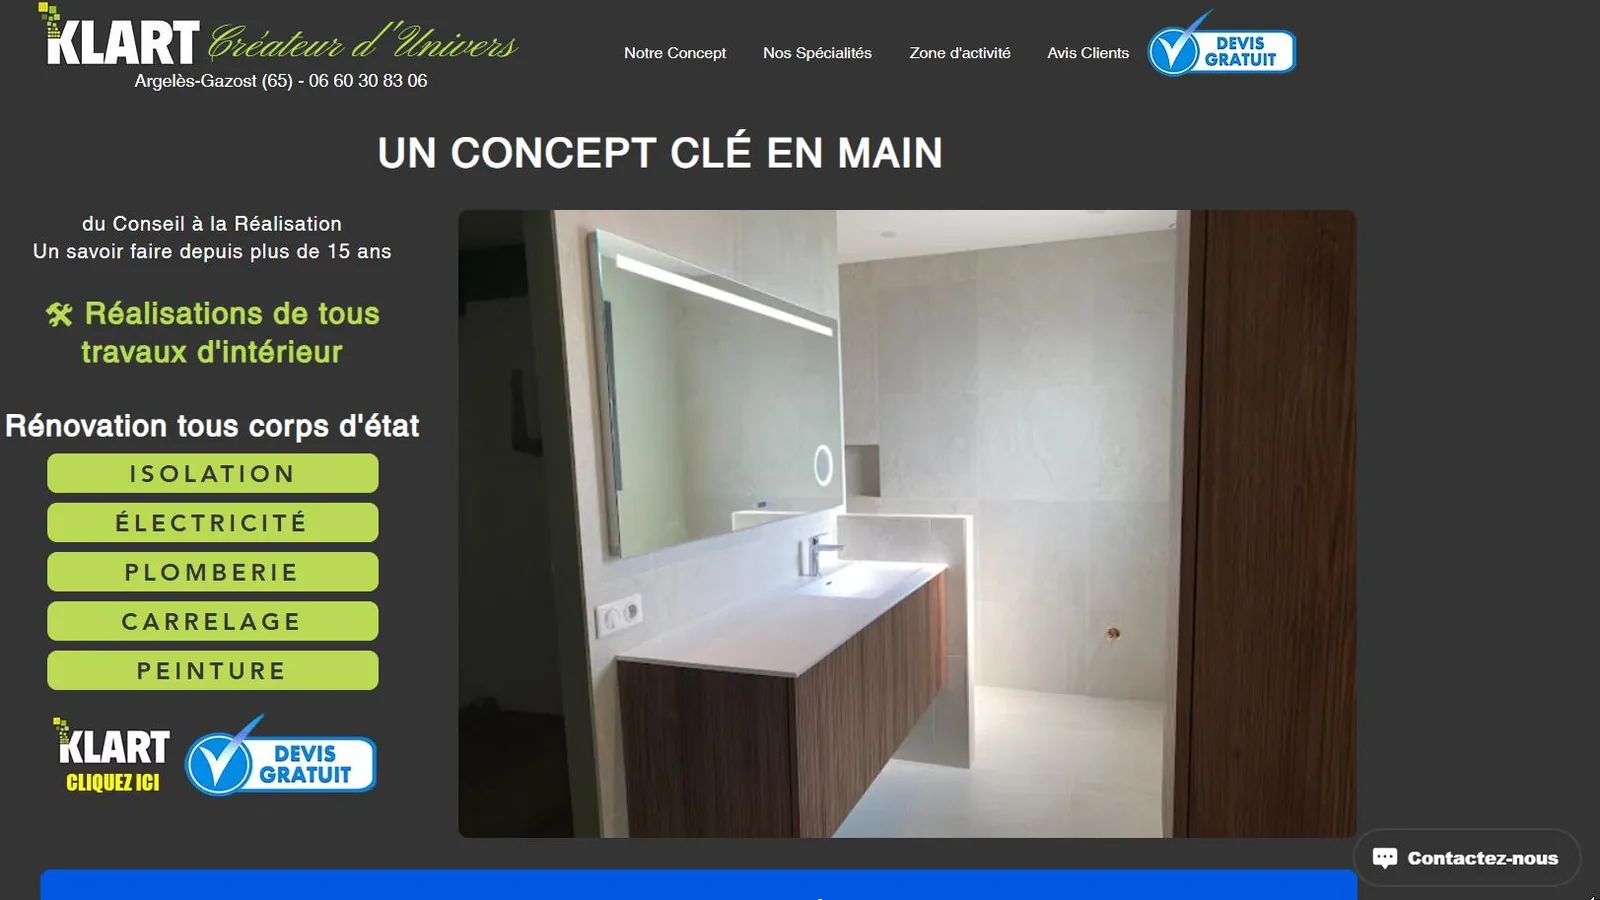 KLART Créateur d'Univers
Argelès-Gazost (65) - 06 60 30 83 06
Notre Concept
Nos Spécialités
Zone d'activité
Avis Clients
DEVIS
GRATUIT
UN CONCEPT CLÉ EN MAIN
du Conseil à la Réalisation
Un savoir faire depuis plus de 15 ans
🛠 Réalisations de tous
travaux d'intérieur
Rénovation tous corps d'état
ISOLATION
ÉLECTRICITÉ
PLOMBERIE
CARRELAGE
PEINTURE
KLART
CLIQUEZ ICI
DEVIS
GRATUIT
Contactez-nous